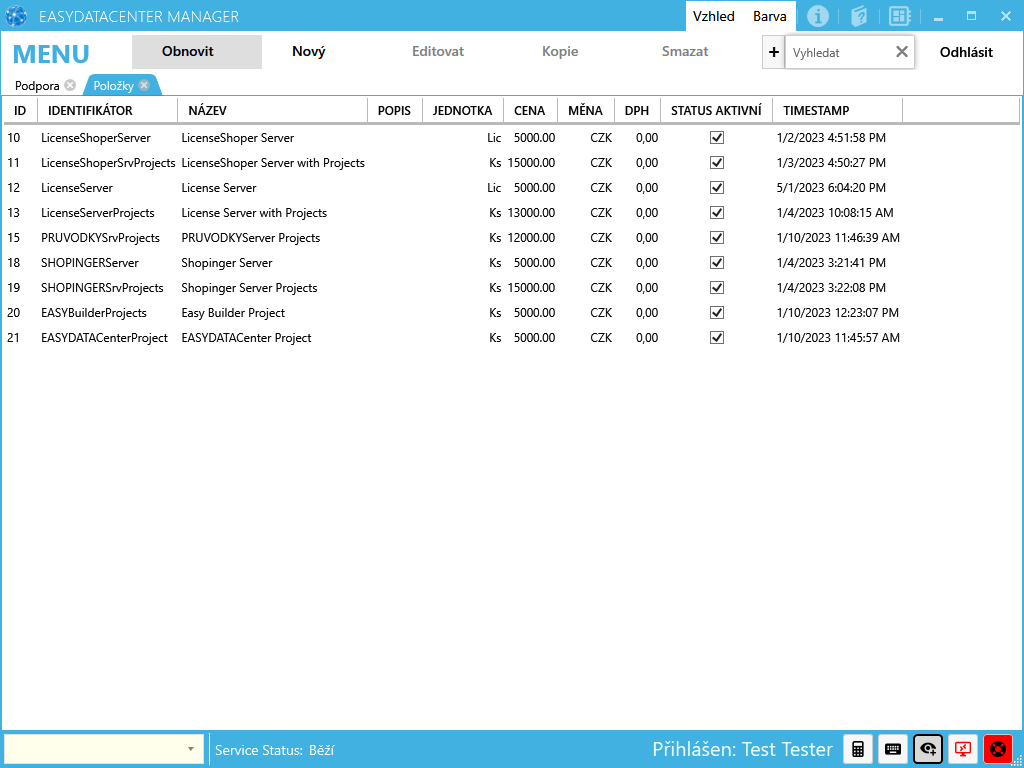 EASYDATACENTER MANAGER Vzhled Barva
MENU Obnovit Nový Editovat Kopie Smazat + Vyhledat Odhlásit
Podpora Položky
ID IDENTIFIKÁTOR NÁZEV POPIS JEDNOTKA CENA MĚNA DPH STATUS AKTIVNÍ TIMESTAMP
10 LicenseShoperServer LicenseShoper Server Lic 5000.00 CZK 0,00 1/2/2023 4:51:58 PM
11 LicenseShoperSrvProjects LicenseShoper Server with Projects Ks 15000.00 CZK 0,00 1/3/2023 4:50:27 PM
12 LicenseServer License Server Lic 5000.00 CZK 0,00 5/1/2023 6:04:20 PM
13 LicenseServerProjects License Server with Projects Ks 13000.00 CZK 0,00 1/4/2023 10:08:15 AM
15 PRUVODKYSrvProjects PRUVODKYServer Projects Ks 12000.00 CZK 0,00 1/10/2023 11:46:39 AM
18 SHOPINGERServer Shopinger Server Ks 5000.00 CZK 0,00 1/4/2023 3:21:41 PM
19 SHOPINGERSrvProjects Shopinger Server Projects Ks 15000.00 CZK 0,00 1/4/2023 3:22:08 PM
20 EASYBuilderProjects Easy Builder Project Ks 5000.00 CZK 0,00 1/10/2023 12:23:07 PM
21 EASYDATACenterProject EASYDATACenter Project Ks 5000.00 CZK 0,00 1/10/2023 11:45:57 AM
Service Status: Běží Přihlášen: Test Tester